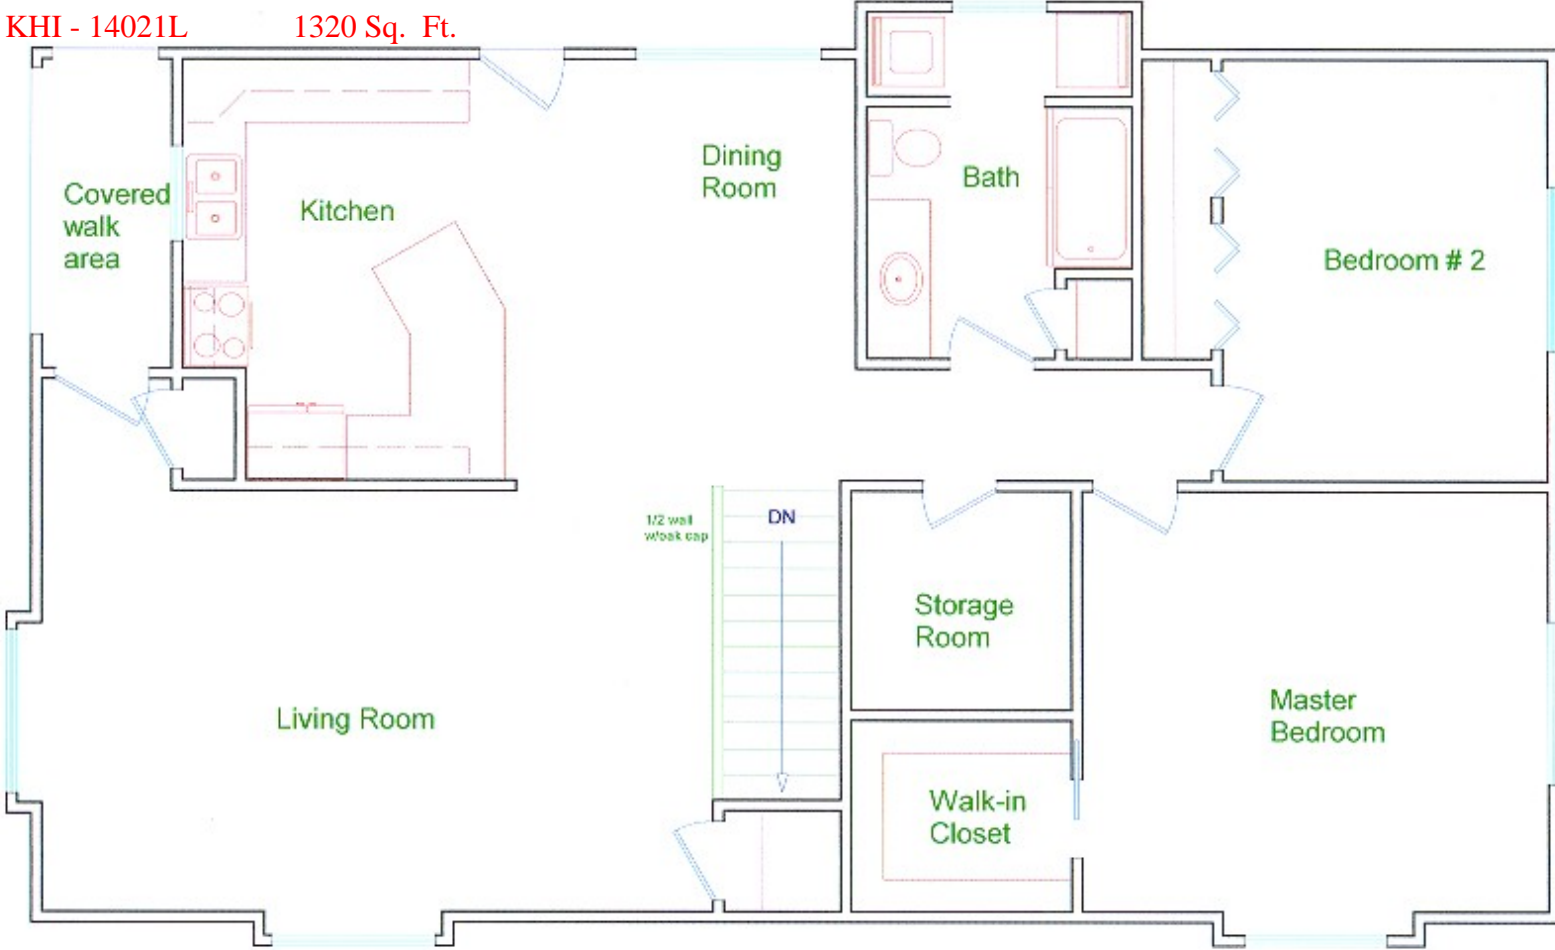 KHI - 14021L 1320 Sq. Ft.
Covered
walk
area
Kitchen
Dining
Room
Bath
Bedroom # 2
1/2 wall
w/oak cap
DN
Storage
Room
Living Room
Master
Bedroom
Walk-in
Closet